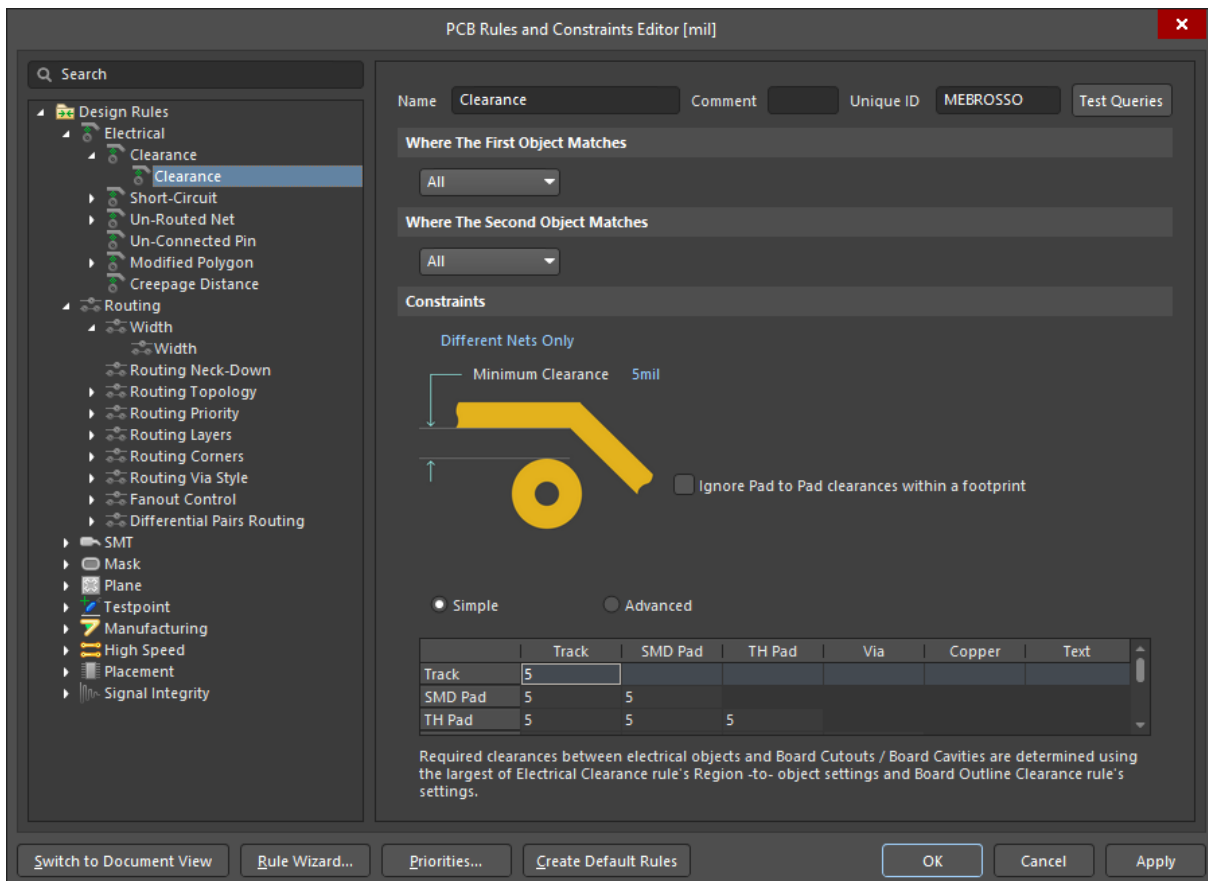 PCB Rules and Constraints Editor [mil]
Search
Design Rules
Electrical
Clearance
Clearance
Short-Circuit
Un-Routed Net
Un-Connected Pin
Modified Polygon
Creepage Distance
Routing
Width
Width
Routing Neck-Down
Routing Topology
Routing Priority
Routing Layers
Routing Corners
Routing Via Style
Fanout Control
Differential Pairs Routing
SMT
Mask
Plane
Testpoint
Manufacturing
High Speed
Placement
Signal Integrity
Name Clearance Comment Unique ID MEBROSSO Test Queries
Where The First Object Matches
All
Where The Second Object Matches
All
Constraints
Different Nets Only
Minimum Clearance 5mil
Ignore Pad to Pad clearances within a footprint
Simple Advanced
Track SMD Pad TH Pad Via Copper Text
Track 5
SMD Pad 5 5
TH Pad 5 5 5
Required clearances between electrical objects and Board Cutouts / Board Cavities are determined using
the largest of Electrical Clearance rule's Region -to- object settings and Board Outline Clearance rule's
settings.
Switch to Document View Rule Wizard... Priorities... Create Default Rules OK Cancel Apply